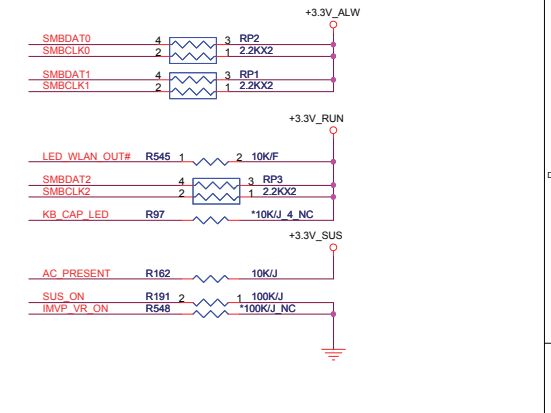 +3.3V_ALW
SMBDAT0 4 3 RP2
SMBCLK0 2 1 2.2KX2
SMBDAT1 4 3 RP1
SMBCLK1 2 1 2.2KX2
+3.3V_RUN
LED_WLAN_OUT# R545 1 2 10K/F
SMBDAT2 4 3 RP3
SMBCLK2 2 1 2.2KX2
KB_CAP_LED R97 *10K/J_4_NC
+3.3V_SUS
AC_PRESENT R162 10K/J
SUS_ON R191 2 1 100K/J
IMVP_VR_ON R548 *100K/J_NC